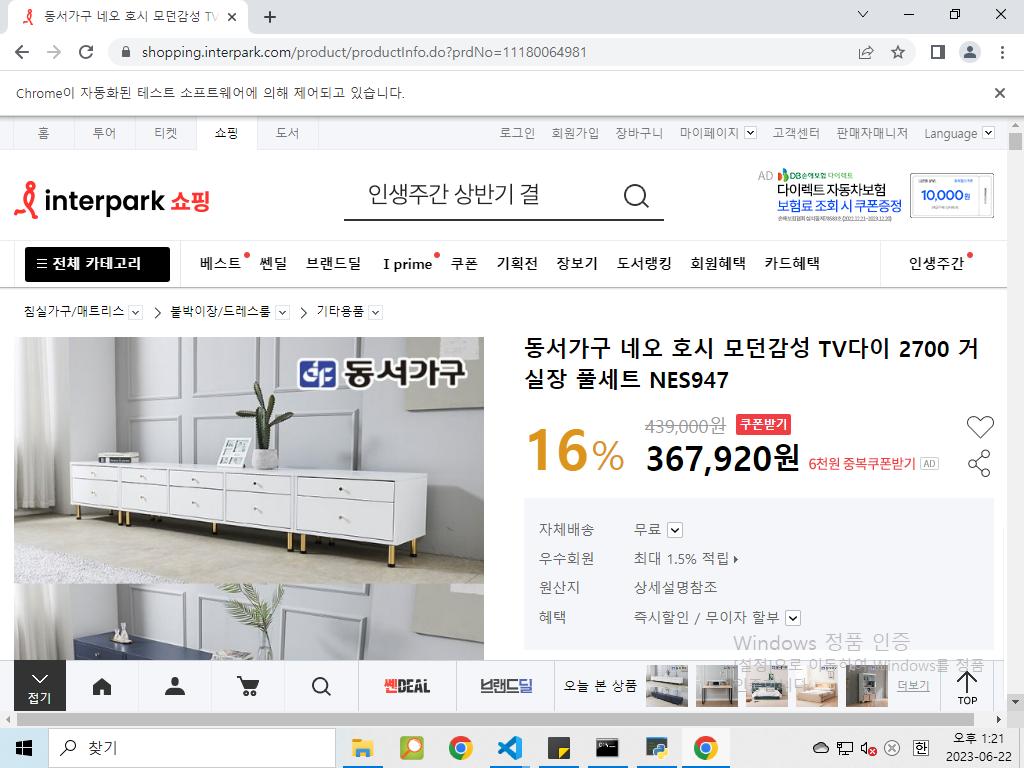 동서가구 네오 호시 모던감성 TV
shopping.interpark.com/product/productInfo.do?prdNo=11180064981
Chrome이 자동화된 테스트 소프트웨어에 의해 제어되고 있습니다.
홈 투어 티켓 쇼핑 도서 로그인 회원가입 장바구니 마이페이지 고객센터 판매자매니저 Language
interpark 쇼핑
인생주간 상반기 결
AD DB손해보험 다이렉트
다이렉트 자동차보험
보험료 조회 시 쿠폰증정
10,000원
전체 카테고리 베스트 쎈딜 브랜드딜 I prime 쿠폰 기획전 장보기 도서랭킹 회원혜택 카드혜택 인생주간
침실가구/매트리스 붙박이장/드레스룸 기타용품
동서가구
동서가구 네오 호시 모던감성 TV다이 2700 거
실장 풀세트 NES947
16% 439,000원 쿠폰받기
367,920원 6천원 중복쿠폰받기 AD
자체배송 무료
우수회원 최대 1.5% 적립
원산지 상세설명참조
혜택 즉시할인 / 무이자 할부
Windows 정품 인증
[설정]으로 이동하여 Windows를 정품
접기 쎈DEAL 브랜드딜 오늘 본 상품 더보기 TOP
찾기
한
오후 1:21
2023-06-22